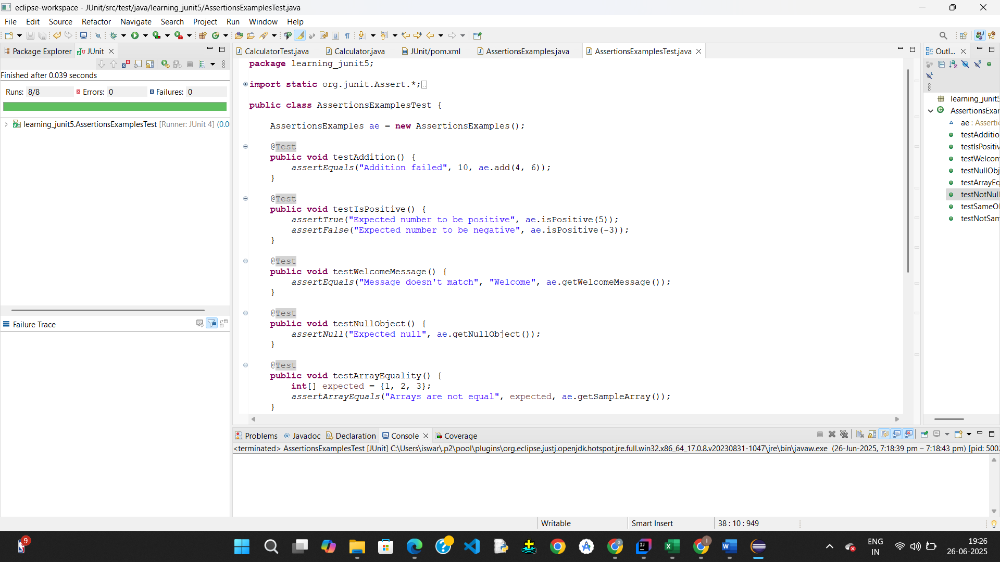 eclipse-workspace - JUnit/src/test/java/learning_junit5/AssertionsExamplesTest.java
File Edit Source Refactor Navigate Search Project Run Window Help
Package Explorer JUnit
Finished after 0.039 seconds
Runs: 8/8 Errors: 0 Failures: 0
learning_junit5.AssertionsExamplesTest [Runner: JUnit 4] (0.0
Failure Trace
CalculatorTest.java Calculator.java JUnit/pom.xml AssertionsExamples.java AssertionsExamplesTest.java
package learning_junit5;
import static org.junit.Assert.*;
public class AssertionsExamplesTest {
AssertionsExamples ae = new AssertionsExamples();
@Test
public void testAddition() {
assertEquals("Addition failed", 10, ae.add(4, 6));
}
@Test
public void testIsPositive() {
assertTrue("Expected number to be positive", ae.isPositive(5));
assertFalse("Expected number to be negative", ae.isPositive(-3));
}
@Test
public void testWelcomeMessage() {
assertEquals("Message doesn't match", "Welcome", ae.getWelcomeMessage());
}
@Test
public void testNullObject() {
assertNull("Expected null", ae.getNullObject());
}
@Test
public void testArrayEquality() {
int[] expected = {1, 2, 3};
assertArrayEquals("Arrays are not equal", expected, ae.getSampleArray());
}
Outl...
learning_junit5
AssertionsExar
ae : Assertic
testAdditio
testIsPositiv
testWelcom
testNullObj
testArrayEq
testNotNull
testSameOl
testNotSam
Problems Javadoc Declaration Console Coverage
<terminated> AssertionsExamplesTest [JUnit] C:\Users\iswar\.p2\pool\plugins\org.eclipse.justj.openjdk.hotspot.jre.full.win32.x86_64_17.0.8.v20230831-1047\jre\bin\javaw.exe (26-Jun-2025, 7:18:39 pm – 7:18:43 pm) [pid: 500
Writable Smart Insert 38 : 10 : 949
9
ENG
IN
19:26
26-06-2025